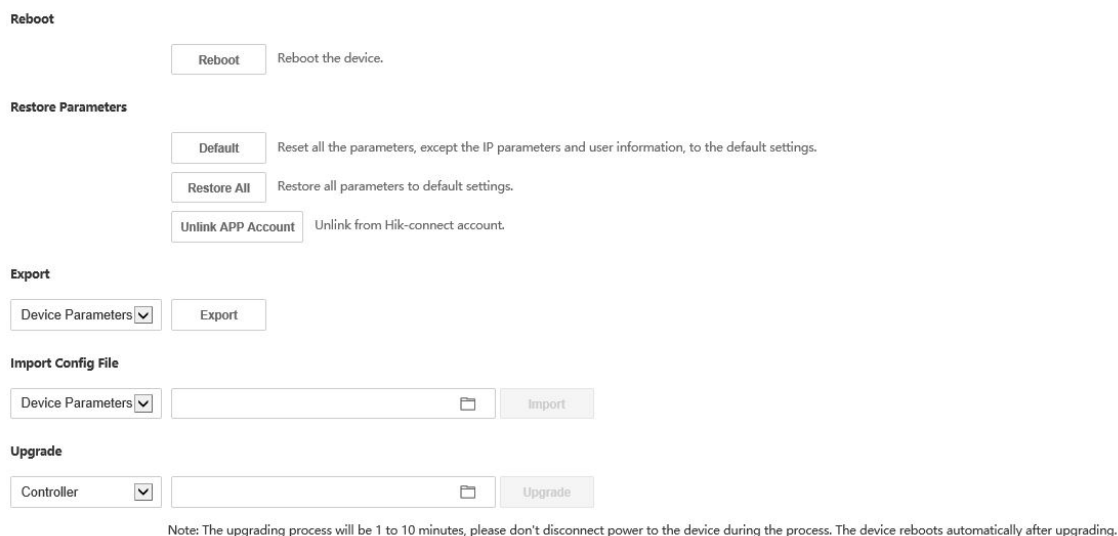 Reboot
Reboot Reboot the device.
Restore Parameters
Default Reset all the parameters, except the IP parameters and user information, to the default settings.
Restore All Restore all parameters to default settings.
Unlink APP Account Unlink from Hik-connect account.
Export
Device Parameters Export
Import Config File
Device Parameters Import
Upgrade
Controller Upgrade
Note: The upgrading process will be 1 to 10 minutes, please don't disconnect power to the device during the process. The device reboots automatically after upgrading.